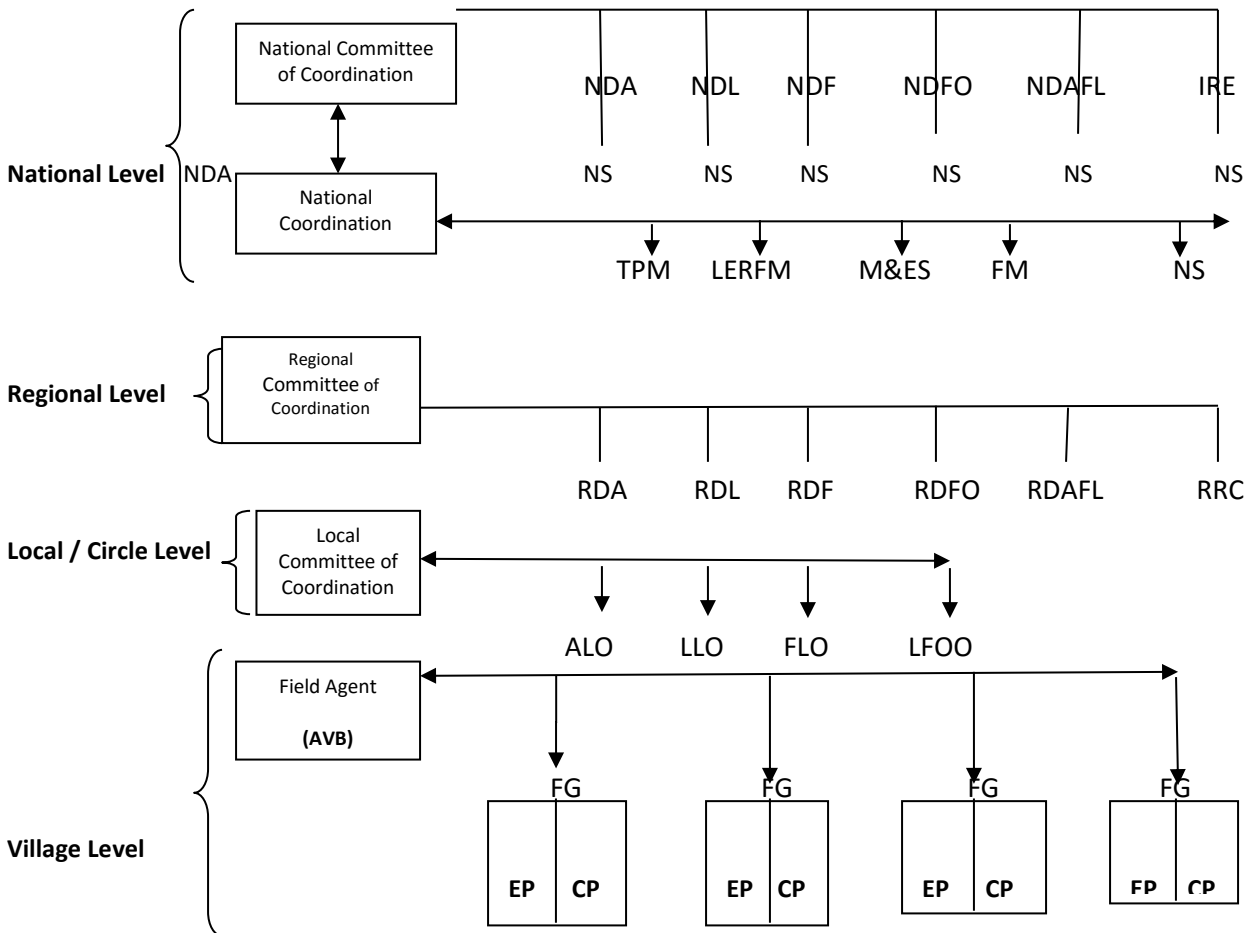 National Committee
of Coordination
NDA NDL NDF NDFO NDAFL IRE
National Level NDA
NS NS NS NS NS NS
National
Coordination
TPM LERFM M&ES FM NS
Regional Level
Regional
Committee of
Coordination
RDA RDL RDF RDFO RDAFL RRC
Local / Circle Level
Local
Committee of
Coordination
ALO LLO FLO LFOO
Field Agent
(AVB)
FG FG FG FG
Village Level
EP CP EP CP EP CP EP CP